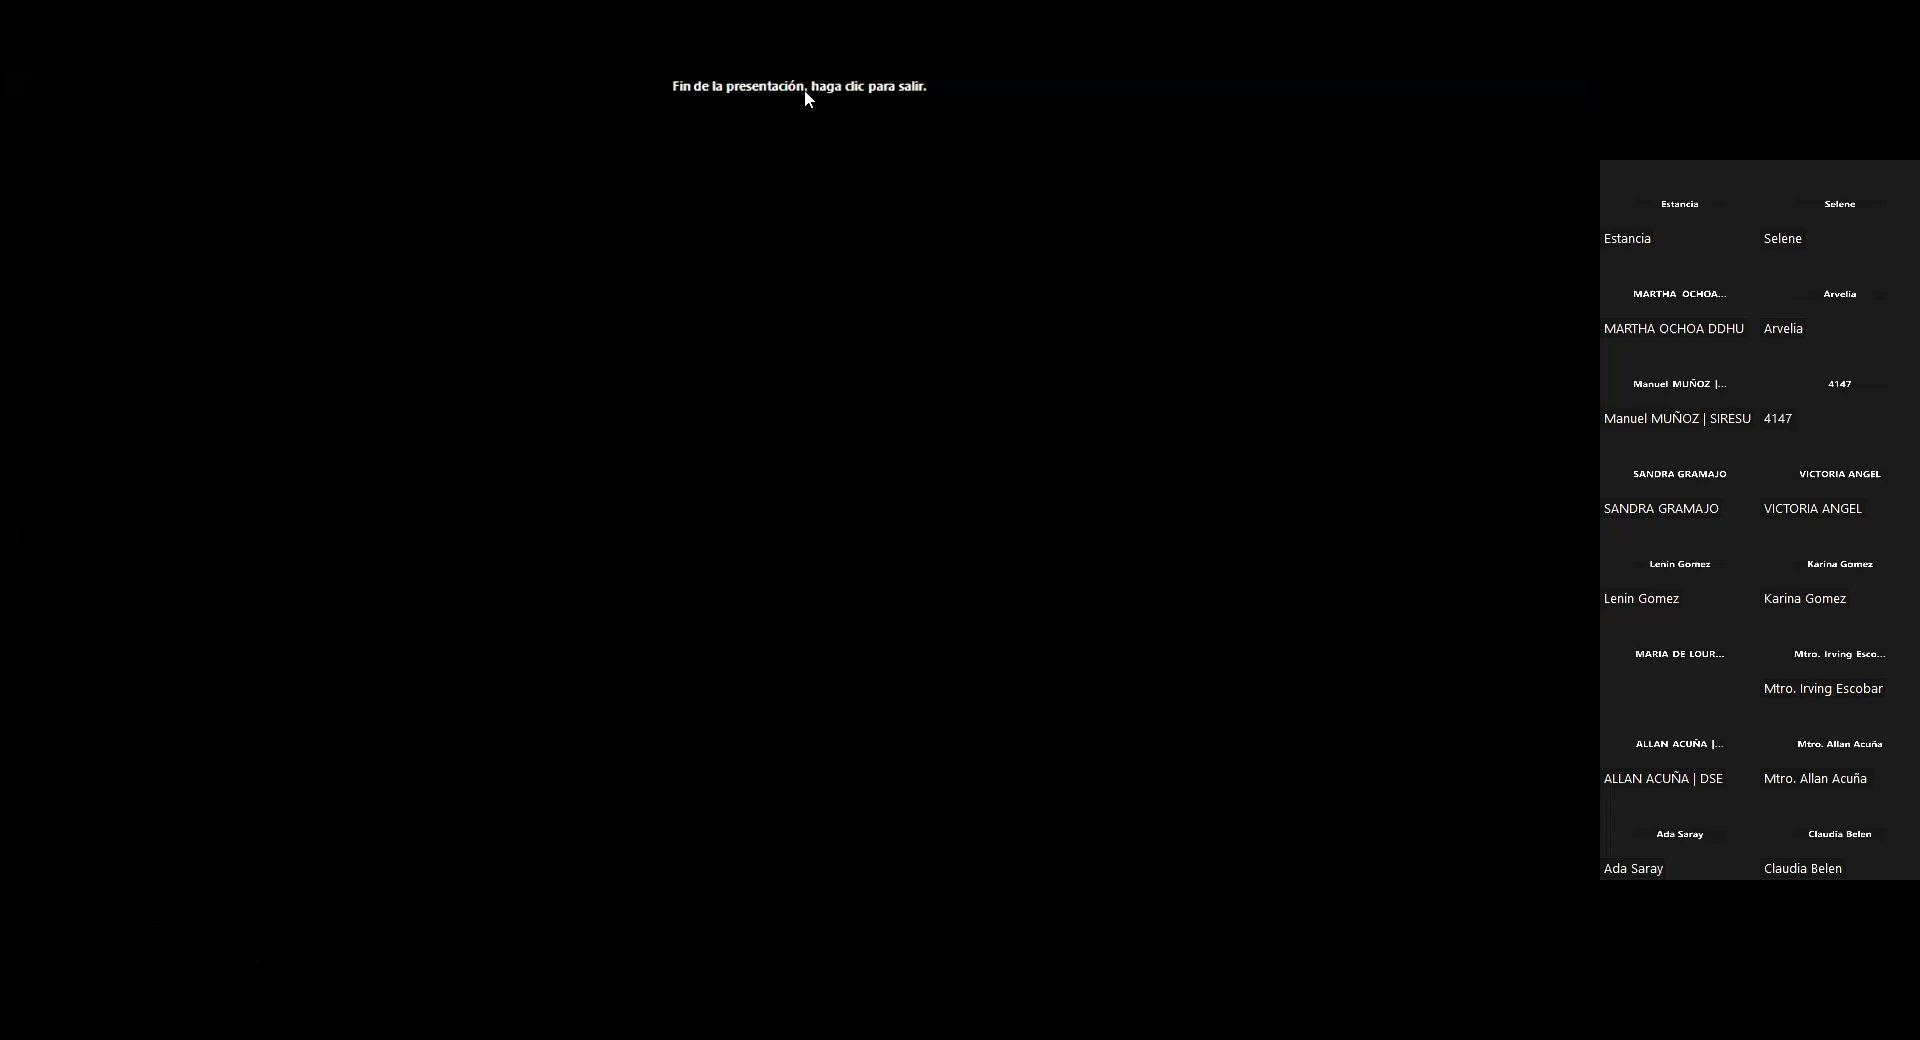 Fin de la presentación, haga clic para salir.
Estancia
Selene
Estancia
Selene
MARTHA OCHOA...
Arvelia
MARTHA OCHOA DDHU
Arvelia
Manuel MUÑOZ |...
4147
Manuel MUÑOZ | SIRESU
4147
SANDRA GRAMAJO
VICTORIA ANGEL
SANDRA GRAMAJO
VICTORIA ANGEL
Lenin Gomez
Karina Gomez
Lenin Gomez
Karina Gomez
MARIA DE LOUR...
Mtro. Irving Esco...
Mtro. Irving Escobar
ALLAN ACUÑA |...
Mtro. Allan Acuña
ALLAN ACUÑA | DSE
Mtro. Allan Acuña
Ada Saray
Claudia Belen
Ada Saray
Claudia Belen